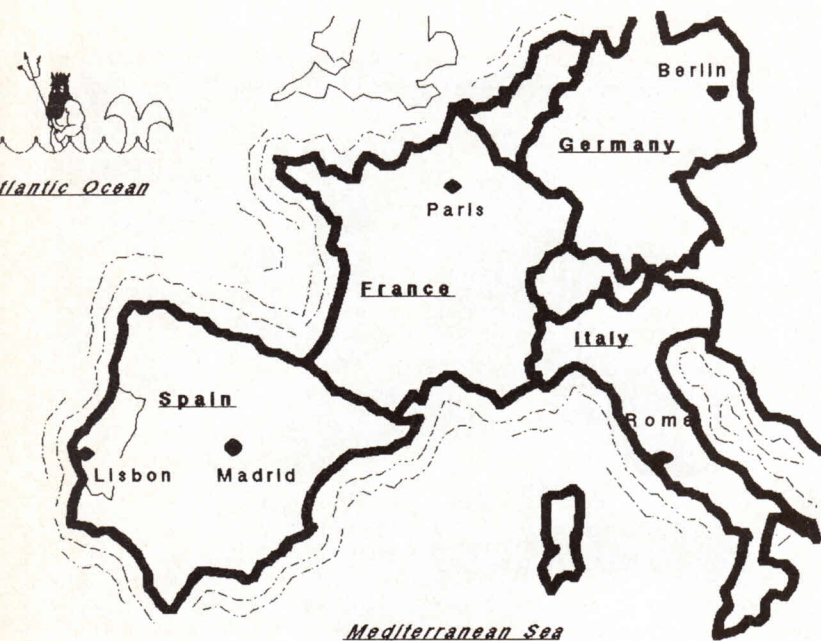 Berlin
Germany
tlantic Ocean
Paris
France
Italy
Spain
Rome
Lisbon
Madrid
Mediterranean Sea